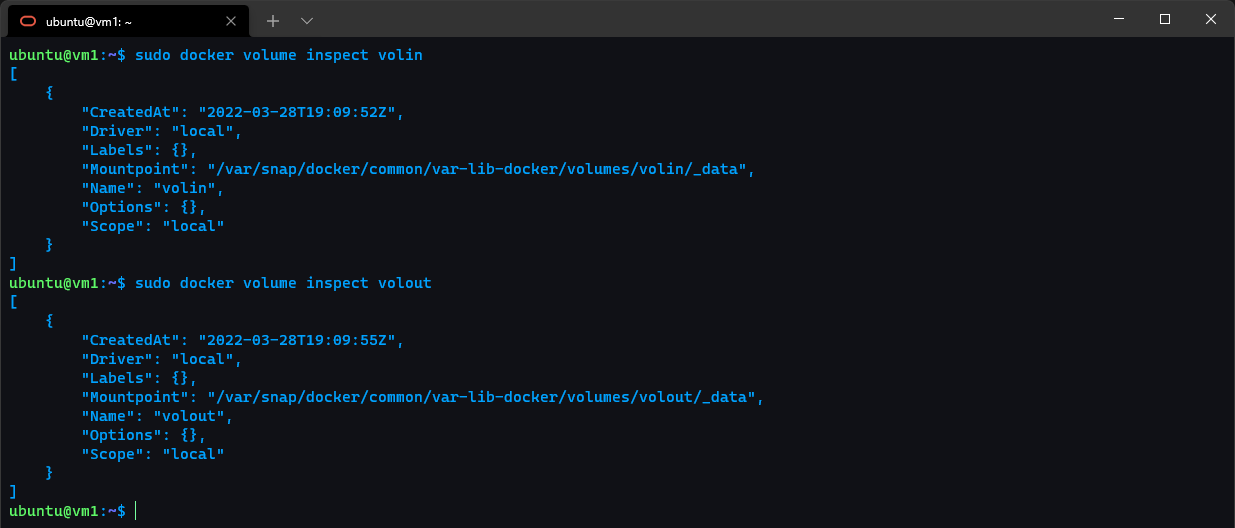 ubuntu@vm1: ~
ubuntu@vm1:~$ sudo docker volume inspect volin
[
    {
        "CreatedAt": "2022-03-28T19:09:52Z",
        "Driver": "local",
        "Labels": {},
        "Mountpoint": "/var/snap/docker/common/var-lib-docker/volumes/volin/_data",
        "Name": "volin",
        "Options": {},
        "Scope": "local"
    }
]
ubuntu@vm1:~$ sudo docker volume inspect volout
[
    {
        "CreatedAt": "2022-03-28T19:09:55Z",
        "Driver": "local",
        "Labels": {},
        "Mountpoint": "/var/snap/docker/common/var-lib-docker/volumes/volout/_data",
        "Name": "volout",
        "Options": {},
        "Scope": "local"
    }
]
ubuntu@vm1:~$